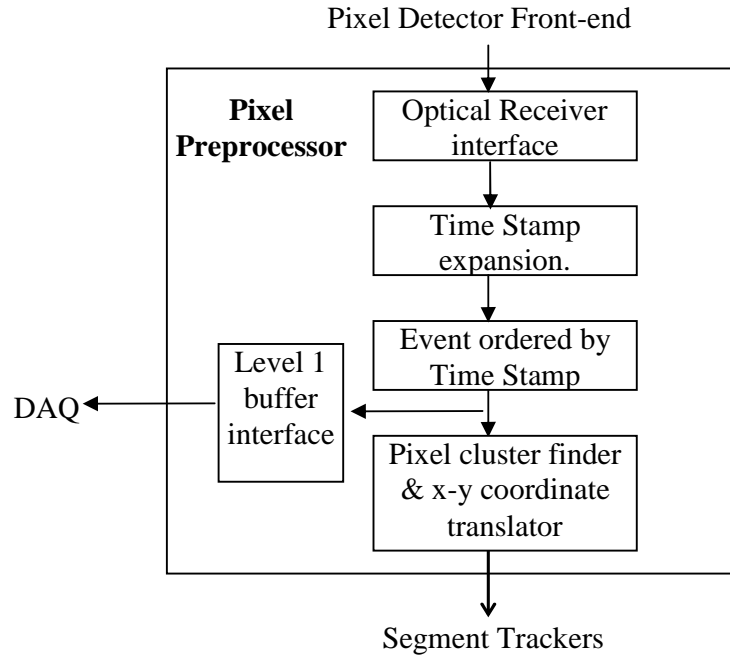 Pixel Detector Front-end
Pixel
Preprocessor
Optical Receiver
interface
Time Stamp
expansion.
Event ordered by
Time Stamp
Level 1
buffer
interface
DAQ
Pixel cluster finder
& x-y coordinate
translator
Segment Trackers